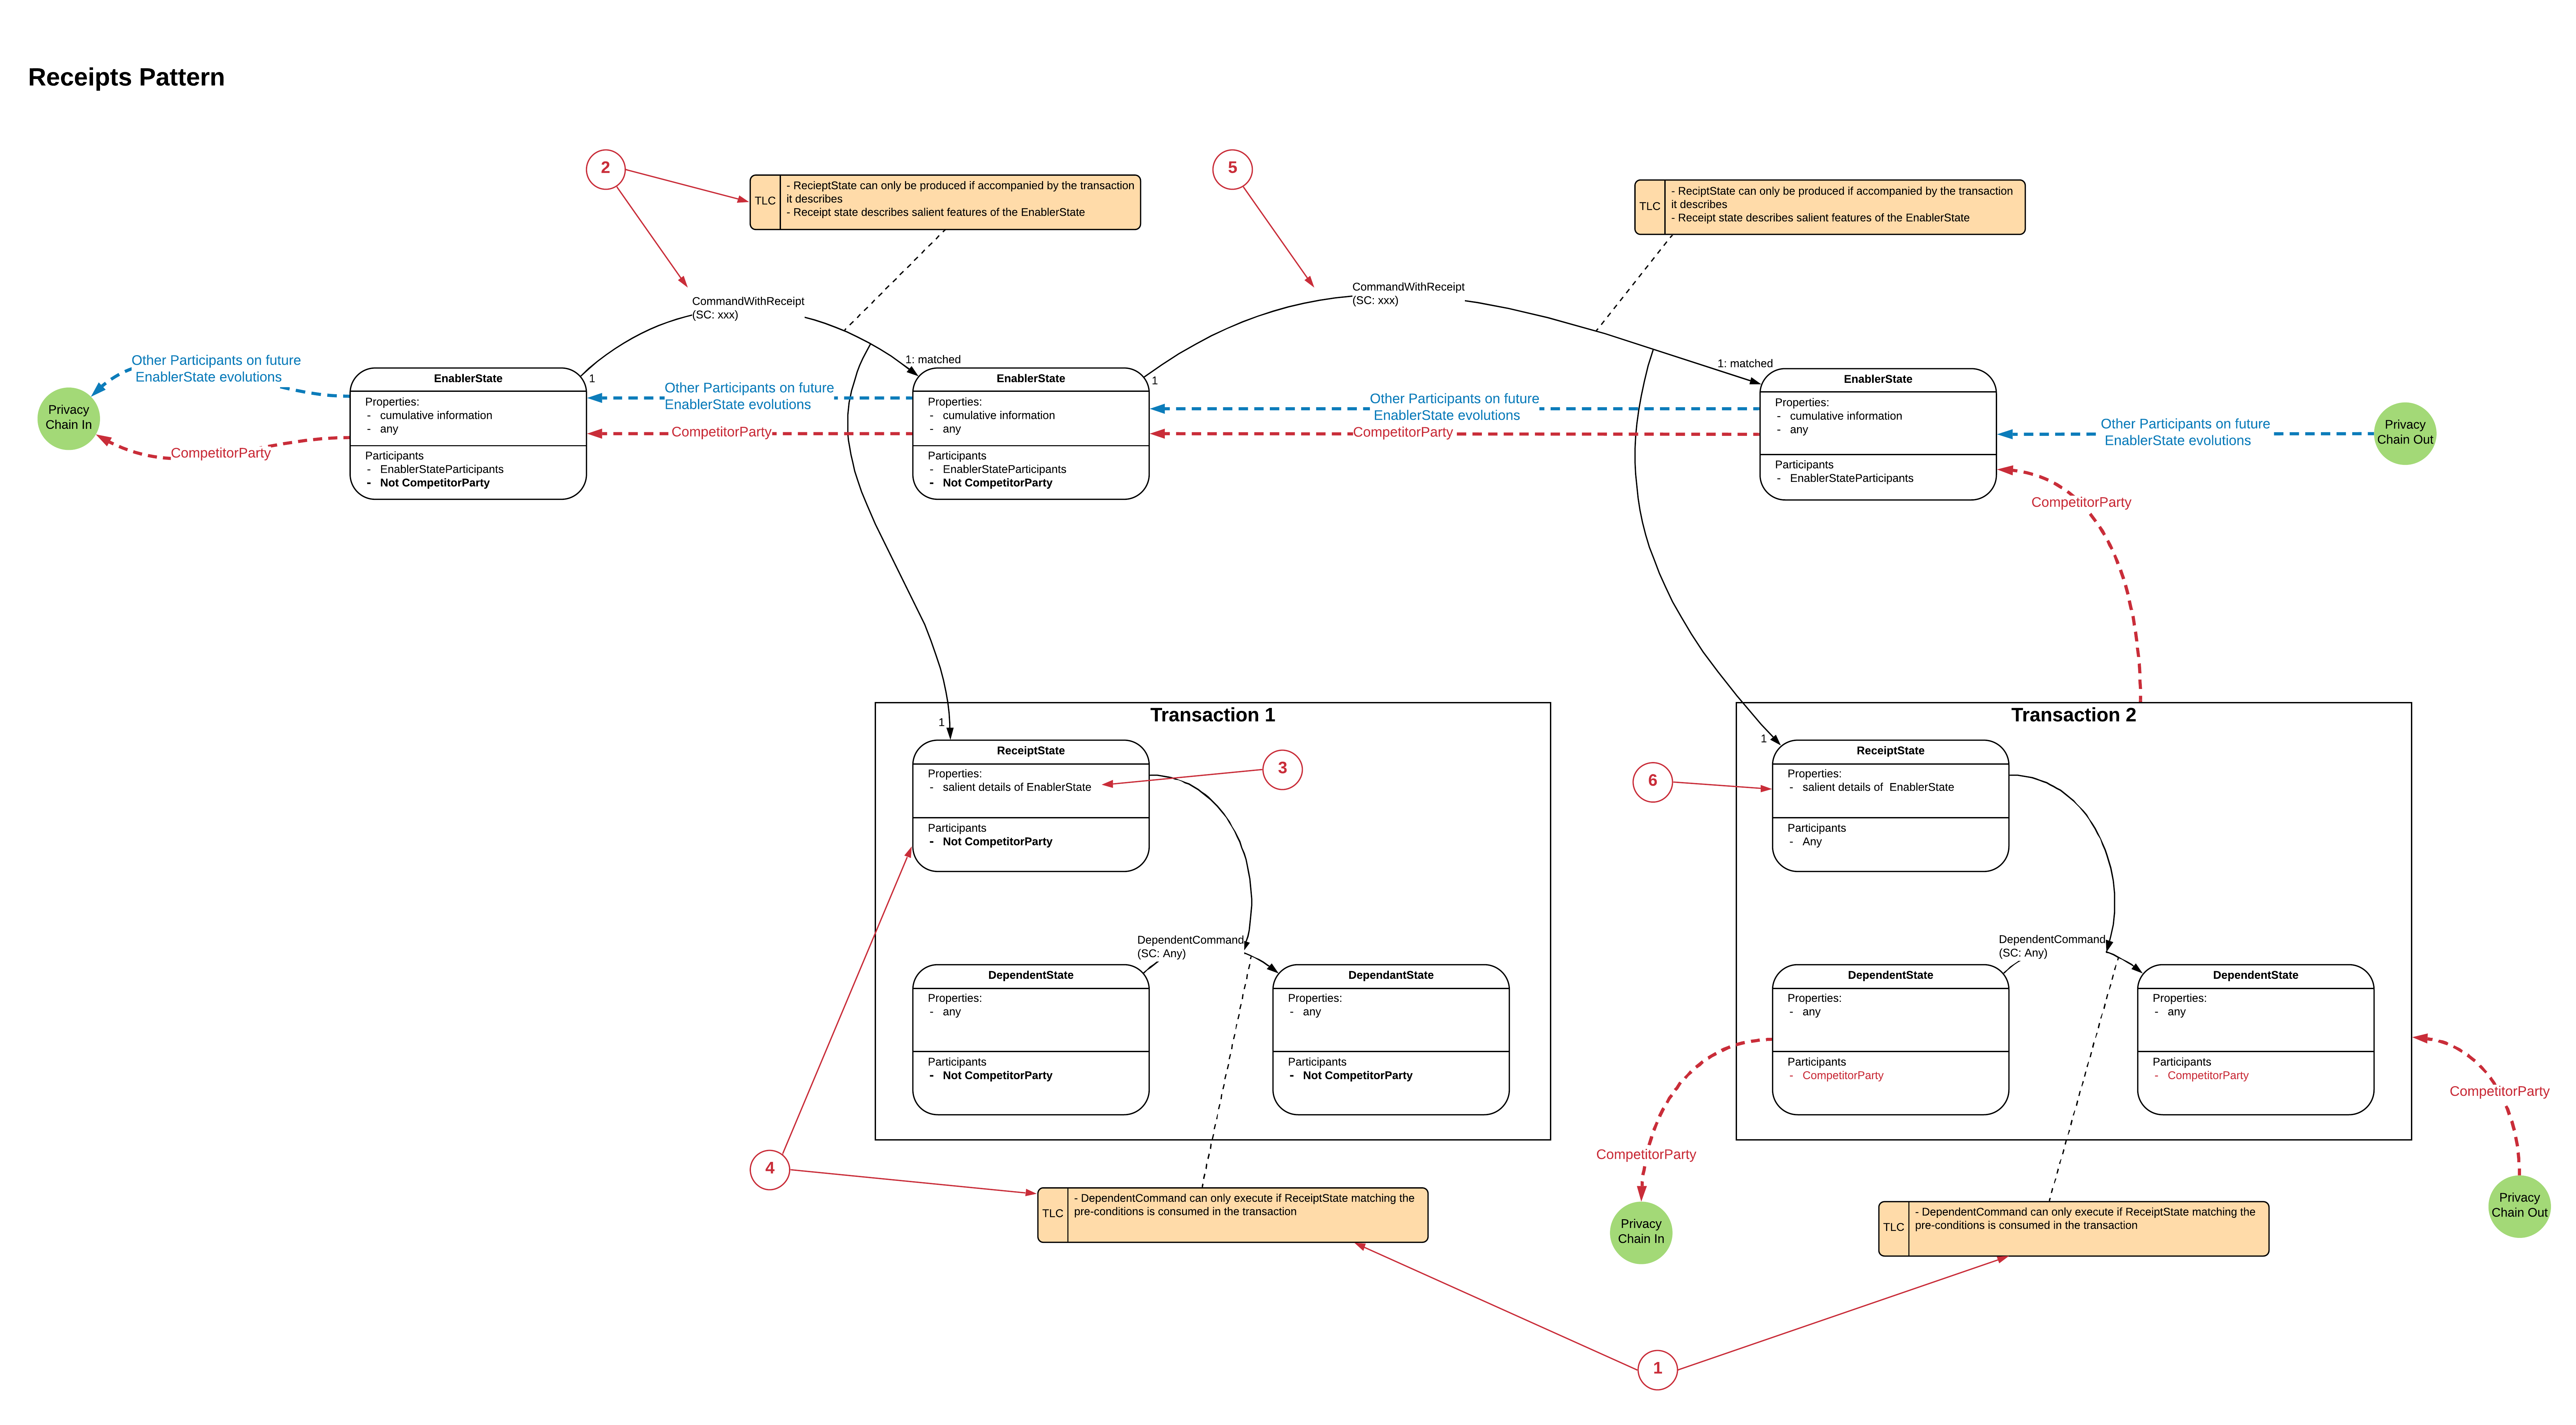 Receipts Pattern
2
5
TLC
- RecieptState can only be produced if accompanied by the transaction
it describes
- Receipt state describes salient features of the EnablerState
TLC
- ReciptState can only be produced if accompanied by the transaction
it describes
- Receipt state describes salient features of the EnablerState
CommandWithReceipt
(SC: xxx)
CommandWithReceipt
(SC: xxx)
Privacy
Chain In
Other Participants on future
EnablerState evolutions
CompetitorParty
EnablerState
Properties:
- cumulative information
- any
Participants
- EnablerStateParticipants
- Not CompetitorParty
1
1: matched
Other Participants on future
EnablerState evolutions
CompetitorParty
EnablerState
Properties:
- cumulative information
- any
Participants
- EnablerStateParticipants
- Not CompetitorParty
1
1: matched
Other Participants on future
EnablerState evolutions
CompetitorParty
EnablerState
Properties:
- cumulative information
- any
Participants
- EnablerStateParticipants
Other Participants on future
EnablerState evolutions
Privacy
Chain Out
CompetitorParty
Transaction 1
1
ReceiptState
Properties:
- salient details of EnablerState
Participants
- Not CompetitorParty
3
DependentCommand
(SC: Any)
DependentState
Properties:
- any
Participants
- Not CompetitorParty
DependantState
Properties:
- any
Participants
- Not CompetitorParty
4
TLC
- DependentCommand can only execute if ReceiptState matching the
pre-conditions is consumed in the transaction
Transaction 2
1
6
ReceiptState
Properties:
- salient details of EnablerState
Participants
- Any
DependentCommand
(SC: Any)
DependentState
Properties:
- any
Participants
- CompetitorParty
DependentState
Properties:
- any
Participants
- CompetitorParty
CompetitorParty
Privacy
Chain In
CompetitorParty
Privacy
Chain Out
TLC
- DependentCommand can only execute if ReceiptState matching the
pre-conditions is consumed in the transaction
1